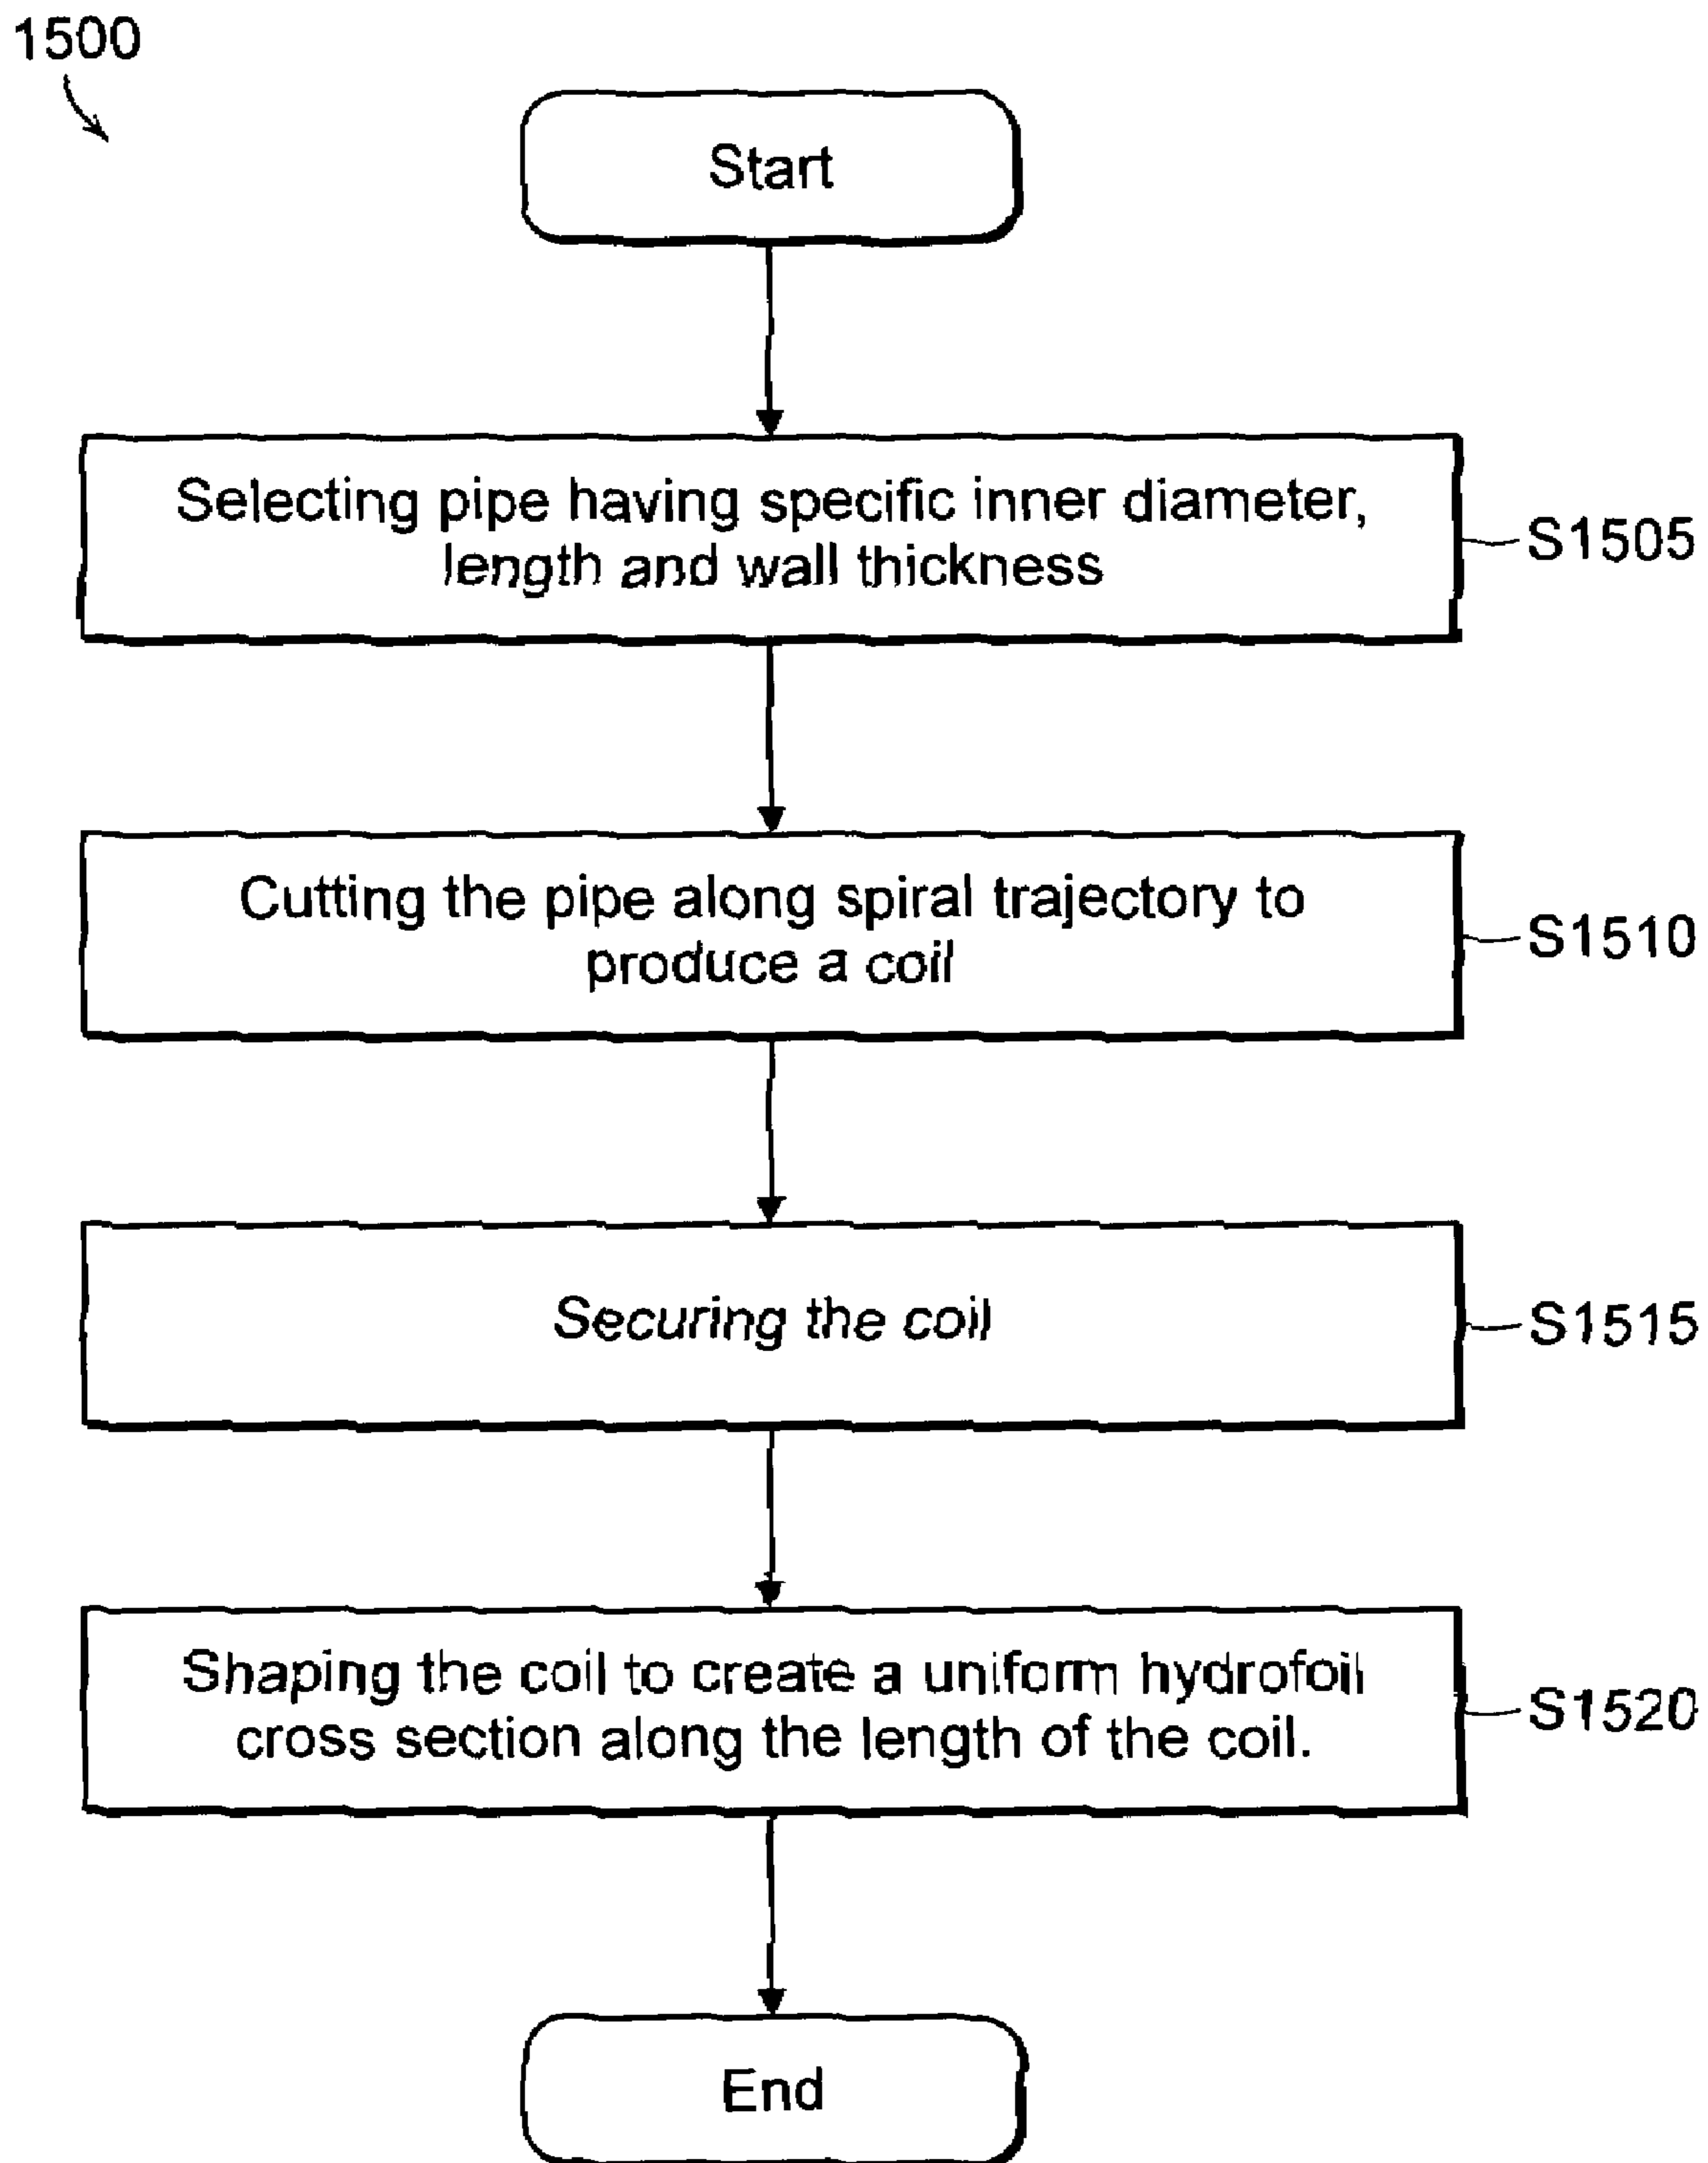 1500
Start
Selecting pipe having specific inner diameter,
length and wall thickness
S1505
Cutting the pipe along spiral trajectory to
produce a coil
S1510
Securing the coil
S1515
Shaping the coil to create a uniform hydrofoil
cross section along the length of the coil.
S1520
End